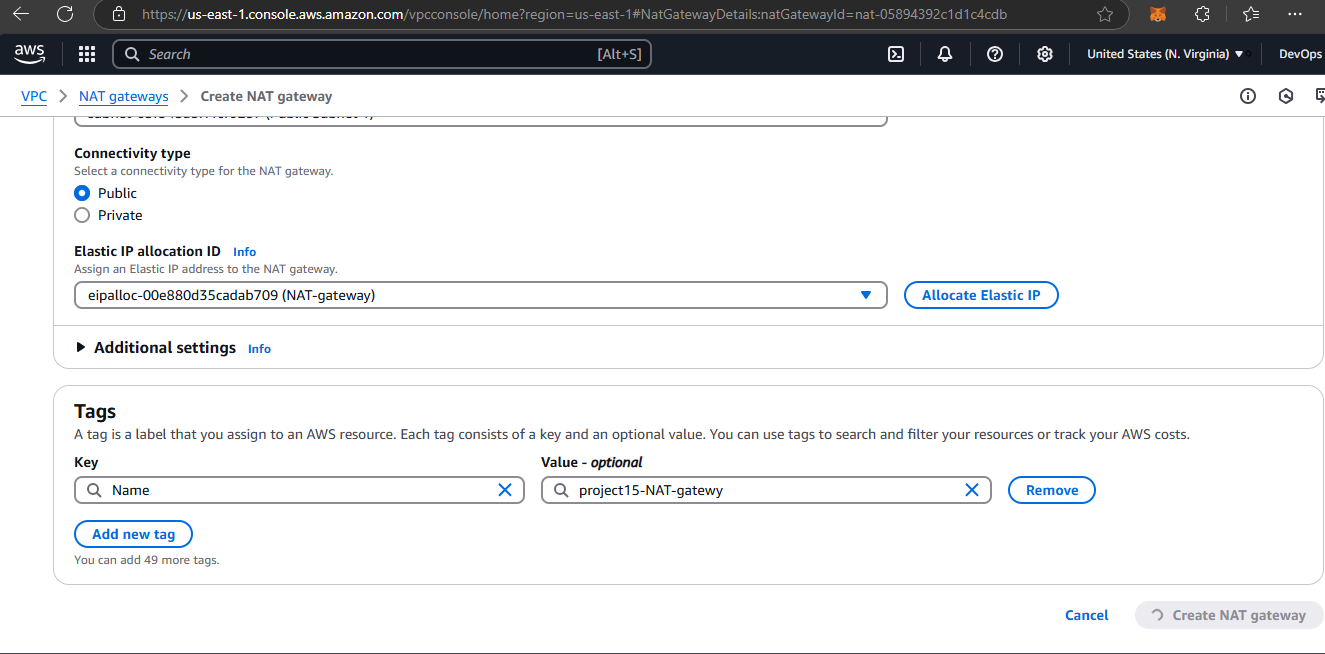 https://us-east-1.console.aws.amazon.com/vpcconsole/home?region=us-east-1#NatGatewayDetails:natGatewayId=nat-05894392c1d1c4cdb
aws Search [Alt+S] United States (N. Virginia) DevOps
VPC > NAT gateways > Create NAT gateway
Connectivity type
Select a connectivity type for the NAT gateway.
Public
Private
Elastic IP allocation ID Info
Assign an Elastic IP address to the NAT gateway.
eipalloc-00e880d35cadab709 (NAT-gateway) Allocate Elastic IP
Additional settings Info
Tags
A tag is a label that you assign to an AWS resource. Each tag consists of a key and an optional value. You can use tags to search and filter your resources or track your AWS costs.
Key Value - optional
Name project15-NAT-gatewy Remove
Add new tag
You can add 49 more tags.
Cancel Create NAT gateway